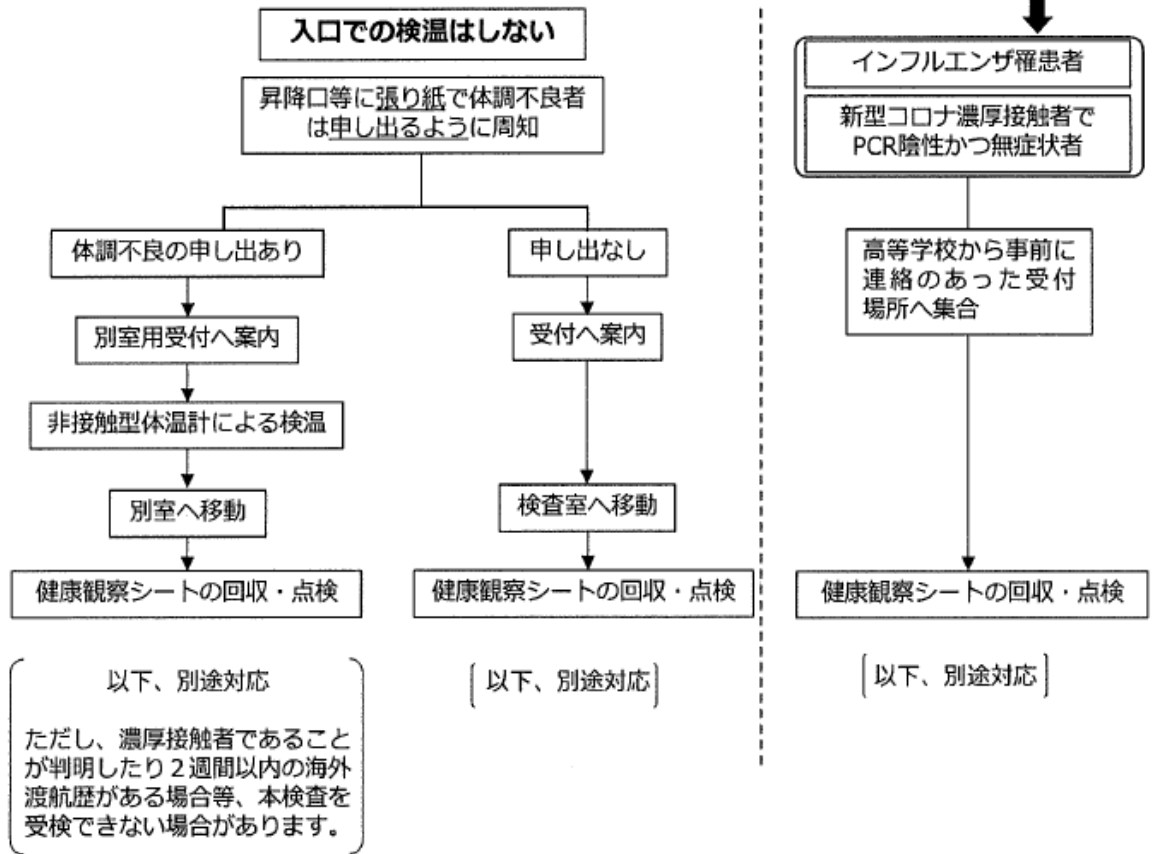 入口での検温はしない
昇降口等に張り紙で体調不良者
は申し出るように周知
体調不良の申し出あり
別室用受付へ案内
非接触型体温計による検温
別室へ移動
健康観察シートの回収・点検
以下、別途対応
ただし、濃厚接触者であること
が判明したり2週間以内の海外
渡航歴がある場合等、本検査を
受検できない場合があります。
申し出なし
受付へ案内
検査室へ移動
健康観察シートの回収・点検
以下、別途対応
インフルエンザ罹患者
新型コロナ濃厚接触者で
PCR陰性かつ無症状者
高等学校から事前に
連絡のあった受付
場所へ集合
健康観察シートの回収・点検
以下、別途対応